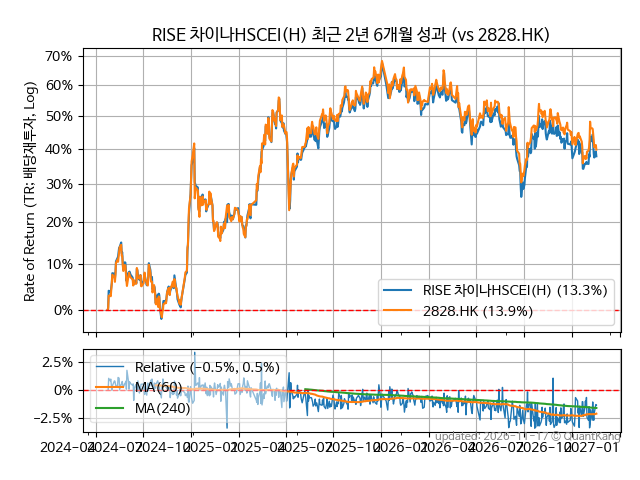 RISE 차이나HSCEI(H) 최근 2년 6개월 성과 (vs 2828.HK)
Rate of Return (TR: 배당재투자, Log)
70%
60%
50%
40%
30%
20%
10%
0%
RISE 차이나HSCEI(H) (13.3%)
2828.HK (13.9%)
2.5%
0%
−2.5%
Relative (−0.5%, 0.5%)
MA(60)
MA(240)
updated: 2026-11-17 © QuantKang
2024-04 2024-07 2024-10 2025-01 2025-04 2025-07 2025-10 2026-01 2026-04 2026-07 2026-10 2027-01